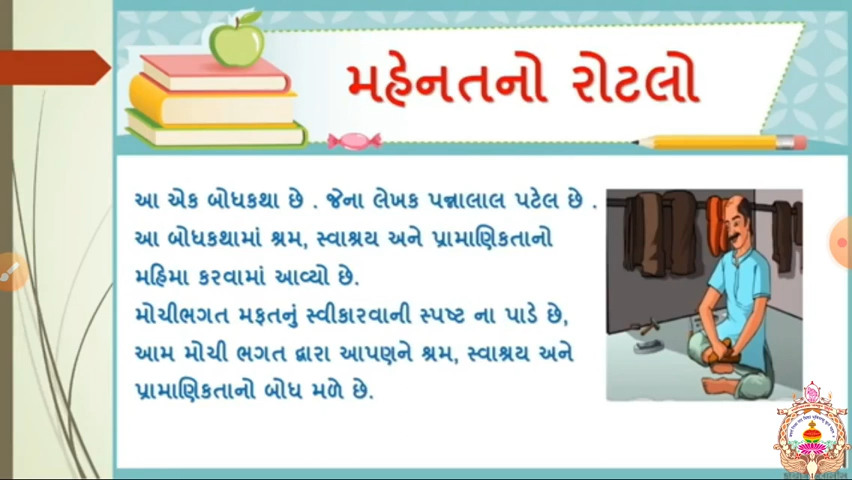 મહેનતનો રોટલો
આ એક બોધકથા છે . જેના લેખક પન્નાલાલ પટેલ છે .
આ બોધકથામાં શ્રમ, સ્વાશ્રય અને પ્રામાણિકતાનો
મહિમા કરવામાં આવ્યો છે.
મોચીભગત મફતનું સ્વીકારવાની સ્પષ્ટ ના પાડે છે,
આમ મોચી ભગત દ્વારા આપણને શ્રમ, સ્વાશ્રય અને
પ્રામાણિકતાનો બોધ મળે છે.